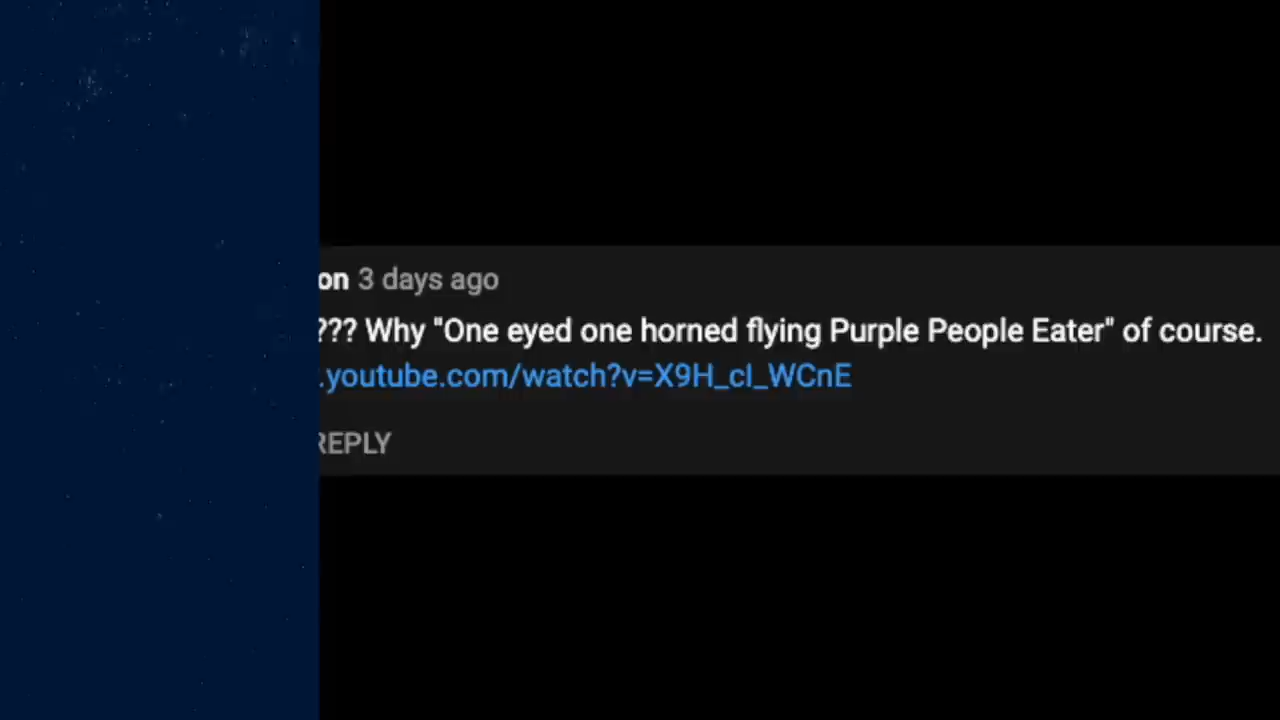 on 3 days ago
??? Why "One eyed one horned flying Purple People Eater" of course.
.youtube.com/watch?v=X9H_cI_WCnE
REPLY